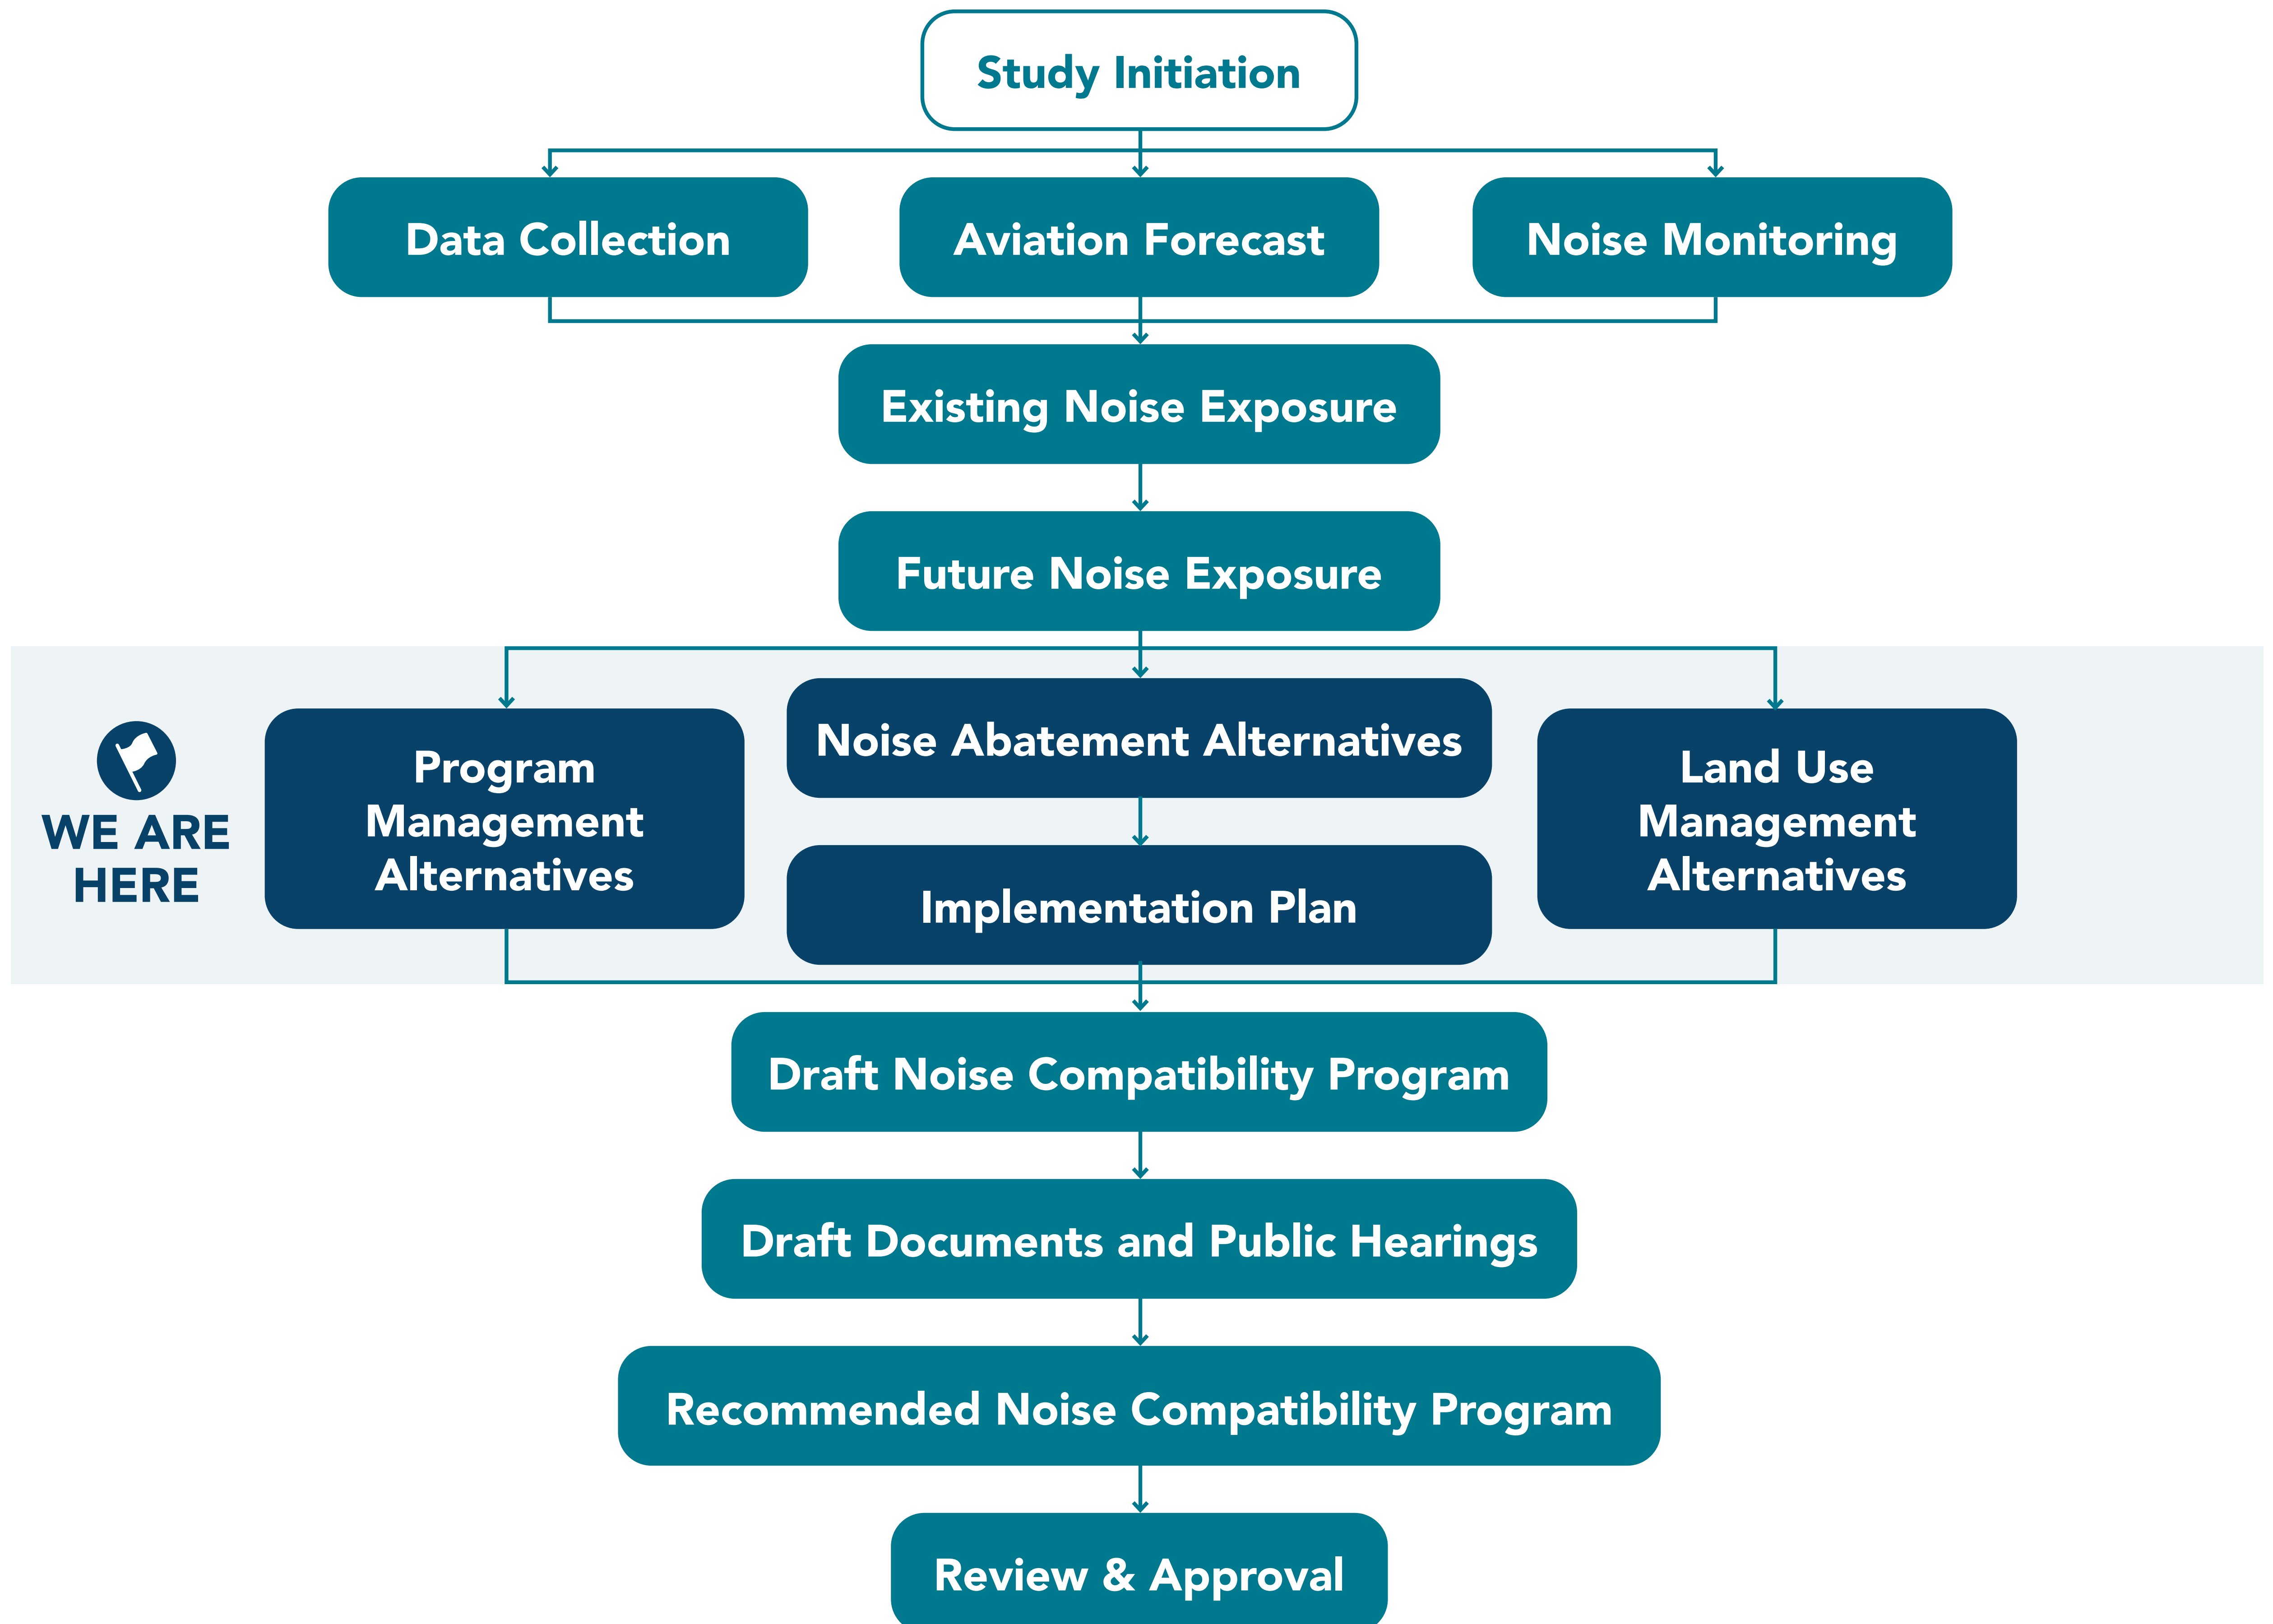 Study Initiation
Data Collection
Aviation Forecast
Noise Monitoring
Existing Noise Exposure
Future Noise Exposure
WE ARE
HERE
Program
Management
Alternatives
Noise Abatement Alternatives
Implementation Plan
Land Use
Management
Alternatives
Draft Noise Compatibility Program
Draft Documents and Public Hearings
Recommended Noise Compatibility Program
Review & Approval